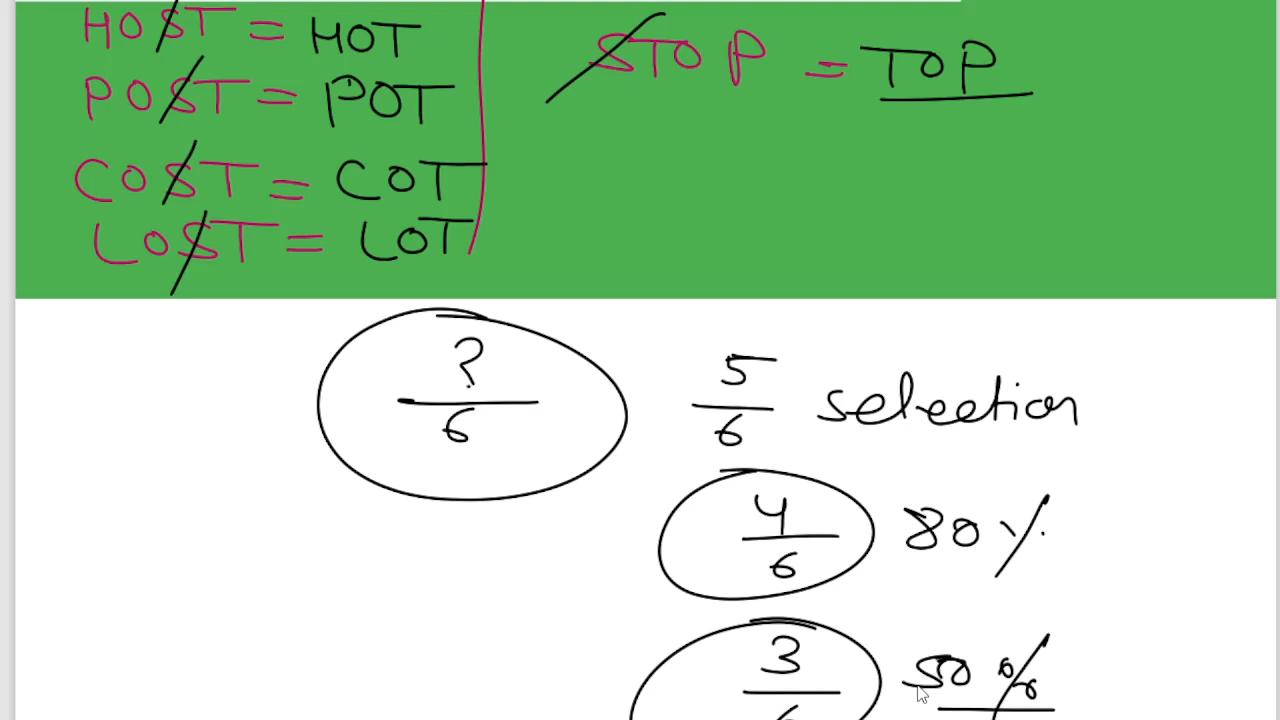 HOST = HOT
POST = POT
COST = COT
LOST = LOT
STOP = TOP
?
6
5
6 selection
4
6 80%
3
6 50%